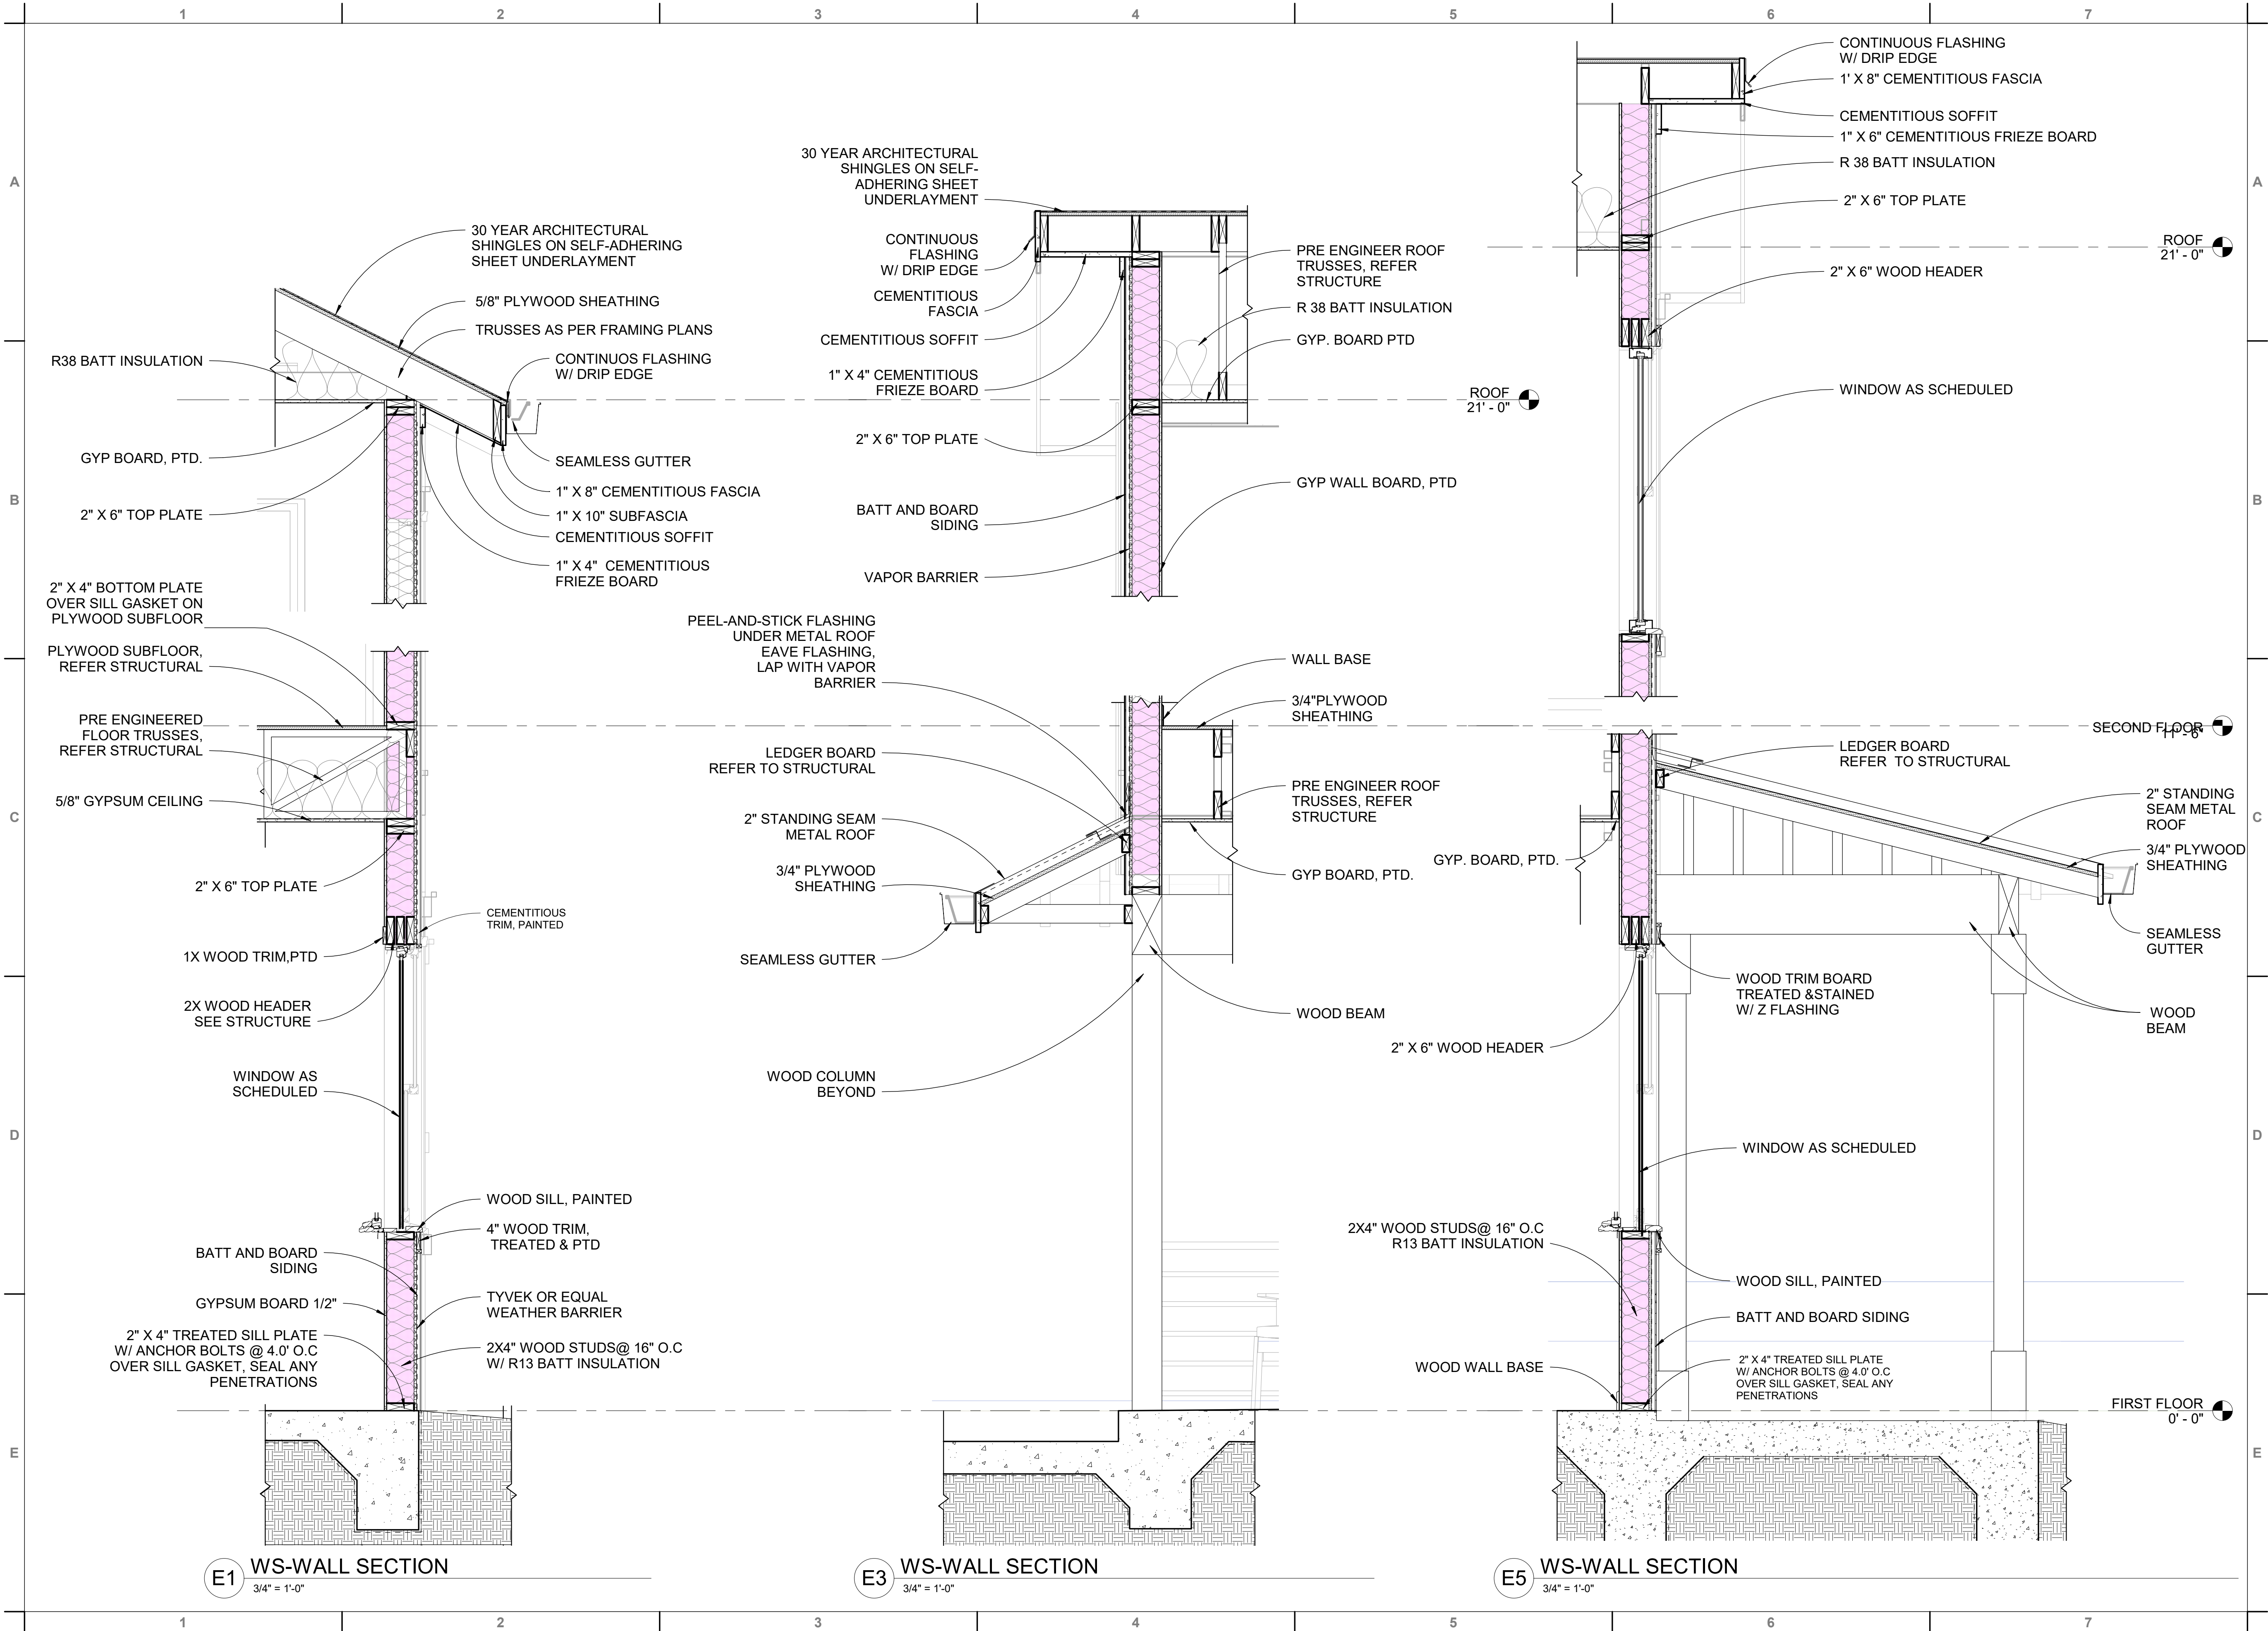 1 2 3 4 5 6 7
A
B
C
D
E
30 YEAR ARCHITECTURAL
SHINGLES ON SELF-ADHERING
SHEET UNDERLAYMENT
5/8" PLYWOOD SHEATHING
TRUSSES AS PER FRAMING PLANS
CONTINUOS FLASHING
W/ DRIP EDGE
R38 BATT INSULATION
GYP BOARD, PTD.
2" X 6" TOP PLATE
SEAMLESS GUTTER
1" X 8" CEMENTITIOUS FASCIA
1" X 10" SUBFASCIA
CEMENTITIOUS SOFFIT
1" X 4" CEMENTITIOUS
FRIEZE BOARD
2" X 4" BOTTOM PLATE
OVER SILL GASKET ON
PLYWOOD SUBFLOOR
PLYWOOD SUBFLOOR,
REFER STRUCTURAL
PRE ENGINEERED
FLOOR TRUSSES,
REFER STRUCTURAL
5/8" GYPSUM CEILING
2" X 6" TOP PLATE
CEMENTITIOUS
TRIM, PAINTED
1X WOOD TRIM,PTD
2X WOOD HEADER
SEE STRUCTURE
WINDOW AS
SCHEDULED
WOOD SILL, PAINTED
4" WOOD TRIM,
TREATED & PTD
BATT AND BOARD
SIDING
GYPSUM BOARD 1/2"
TYVEK OR EQUAL
WEATHER BARRIER
2" X 4" TREATED SILL PLATE
W/ ANCHOR BOLTS @ 4.0' O.C
OVER SILL GASKET, SEAL ANY
PENETRATIONS
2X4" WOOD STUDS@ 16" O.C
W/ R13 BATT INSULATION
E1 WS-WALL SECTION
3/4" = 1'-0"
30 YEAR ARCHITECTURAL
SHINGLES ON SELF-
ADHERING SHEET
UNDERLAYMENT
CONTINUOUS
FLASHING
W/ DRIP EDGE
CEMENTITIOUS
FASCIA
CEMENTITIOUS SOFFIT
1" X 4" CEMENTITIOUS
FRIEZE BOARD
2" X 6" TOP PLATE
BATT AND BOARD
SIDING
VAPOR BARRIER
PRE ENGINEER ROOF
TRUSSES, REFER
STRUCTURE
R 38 BATT INSULATION
GYP. BOARD PTD
ROOF
21' - 0"
GYP WALL BOARD, PTD
PEEL-AND-STICK FLASHING
UNDER METAL ROOF
EAVE FLASHING,
LAP WITH VAPOR
BARRIER
WALL BASE
3/4"PLYWOOD
SHEATHING
LEDGER BOARD
REFER TO STRUCTURAL
PRE ENGINEER ROOF
TRUSSES, REFER
STRUCTURE
2" STANDING SEAM
METAL ROOF
3/4" PLYWOOD
SHEATHING
GYP BOARD, PTD.
SEAMLESS GUTTER
WOOD BEAM
WOOD COLUMN
BEYOND
E3 WS-WALL SECTION
3/4" = 1'-0"
CONTINUOUS FLASHING
W/ DRIP EDGE
1' X 8" CEMENTITIOUS FASCIA
CEMENTITIOUS SOFFIT
1" X 6" CEMENTITIOUS FRIEZE BOARD
R 38 BATT INSULATION
2" X 6" TOP PLATE
ROOF
21' - 0"
2" X 6" WOOD HEADER
WINDOW AS SCHEDULED
SECOND FLOOR
11' - 6"
LEDGER BOARD
REFER TO STRUCTURAL
2" STANDING
SEAM METAL
ROOF
3/4" PLYWOOD
SHEATHING
GYP. BOARD, PTD.
SEAMLESS
GUTTER
WOOD TRIM BOARD
TREATED &STAINED
W/ Z FLASHING
WOOD
BEAM
2" X 6" WOOD HEADER
WINDOW AS SCHEDULED
2X4" WOOD STUDS@ 16" O.C
R13 BATT INSULATION
WOOD SILL, PAINTED
BATT AND BOARD SIDING
WOOD WALL BASE
2" X 4" TREATED SILL PLATE
W/ ANCHOR BOLTS @ 4.0' O.C
OVER SILL GASKET, SEAL ANY
PENETRATIONS
FIRST FLOOR
0' - 0"
E5 WS-WALL SECTION
3/4" = 1'-0"
A
B
C
D
E
1 2 3 4 5 6 7